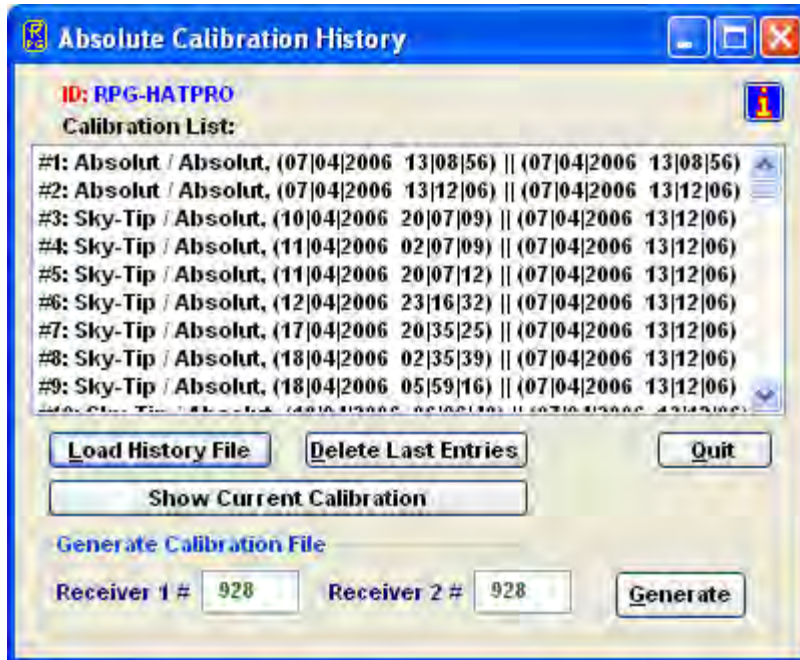 Absolute Calibration History
ID: RPG-HATPRO
Calibration List:
#1: Absolut / Absolut, (07|04|2006 13|08|56) || (07|04|2006 13|08|56)
#2: Absolut / Absolut, (07|04|2006 13|12|06) || (07|04|2006 13|12|06)
#3: Sky-Tip / Absolut, (10|04|2006 20|07|09) || (07|04|2006 13|12|06)
#4: Sky-Tip / Absolut, (11|04|2006 02|07|09) || (07|04|2006 13|12|06)
#5: Sky-Tip / Absolut, (11|04|2006 20|07|12) || (07|04|2006 13|12|06)
#6: Sky-Tip / Absolut, (12|04|2006 23|16|32) || (07|04|2006 13|12|06)
#7: Sky-Tip / Absolut, (17|04|2006 20|35|25) || (07|04|2006 13|12|06)
#8: Sky-Tip / Absolut, (18|04|2006 02|35|39) || (07|04|2006 13|12|06)
#9: Sky-Tip / Absolut, (18|04|2006 05|59|16) || (07|04|2006 13|12|06)
Load History File Delete Last Entries Quit
Show Current Calibration
Generate Calibration File
Receiver 1 # 928 Receiver 2 # 928 Generate